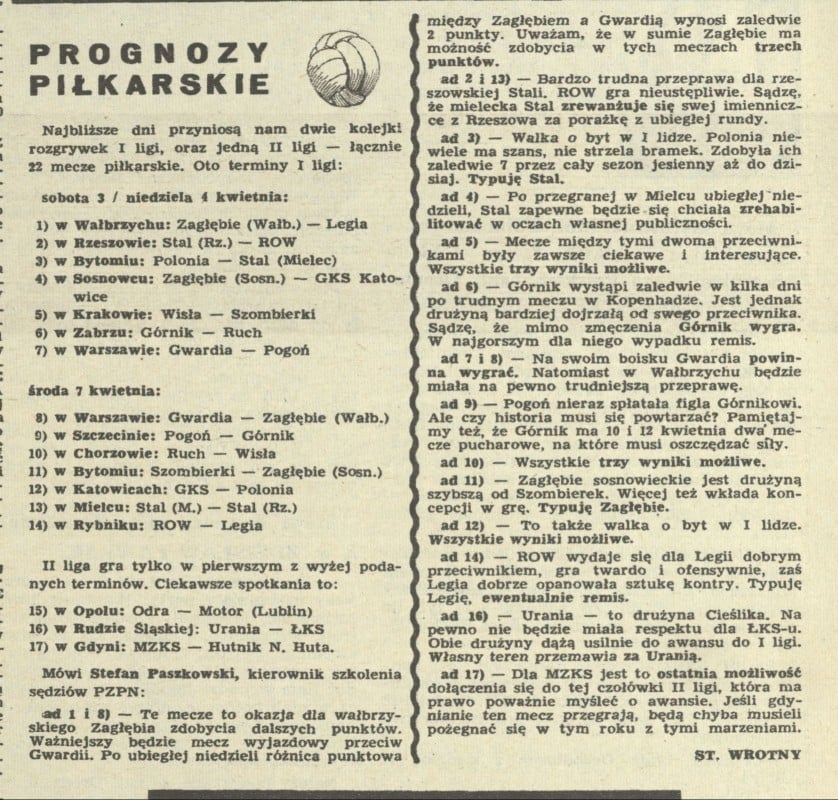 PROGNOZY
PIŁKARSKIE
Najbliższe dni przyniosą nam dwie kolejki
rozgrywek I ligi, oraz jedną II ligi — łącznie
22 mecze piłkarskie. Oto terminy I ligi:
sobota 3 / niedziela 4 kwietnia:
1) w Wałbrzychu: Zagłębie (Wałb.) — Legia
2) w Rzeszowie: Stal (Rz.) — ROW
3) w Bytomiu: Polonia — Stal (Mielec)
4) w Sosnowcu: Zagłębie (Sosn.) — GKS Kato-
wice
5) w Krakowie: Wisła — Szombierki
6) w Zabrzu: Górnik — Ruch
7) w Warszawie: Gwardia — Pogoń
środa 7 kwietnia:
8) w Warszawie: Gwardia — Zagłębie (Wałb.)
9) w Szczecinie: Pogoń — Górnik
10) w Chorzowie: Ruch — Wisła
11) w Bytomiu: Szombierki — Zagłębie (Sosn.)
12) w Katowicach: GKS — Polonia
13) w Mielcu: Stal (M.) — Stal (Rz.)
14) w Rybniku: ROW — Legia
II liga gra tylko w pierwszym z wyżej poda-
nych terminów. Ciekawsze spotkania to:
15) w Opolu: Odra — Motor (Lublin)
16) w Rudzie Śląskiej: Urania — ŁKS
17) w Gdyni: MZKS — Hutnik N. Huta.
Mówi Stefan Paszkowski, kierownik szkolenia
sędziów PZPN:
ad 1 i 8) — Te mecze to okazja dla wałbrzy-
skiego Zagłębia zdobycia dalszych punktów.
Ważniejszy będzie mecz wyjazdowy przeciw
Gwardii. Po ubiegłej niedzieli różnica punktowa
między Zagłębiem a Gwardią wynosi zaledwie
2 punkty. Uważam, że w sumie Zagłębie ma
możność zdobycia w tych meczach trzech
punktów.
ad 2 i 13) — Bardzo trudna przeprawa dla rze-
szowskiej Stali. ROW gra nieustępliwie. Sądzę,
że mielecka Stal zrewanżuje się swej imiennicz-
ce z Rzeszowa za porażkę z ubiegłej rundy.
ad 3) — Walka o byt w I lidze. Polonia nie-
wiele ma szans, nie strzela bramek. Zdobyła ich
zaledwie 7 przez cały sezon jesienny aż do dzi-
siaj. Typuję Stal.
ad 4) — Po przegranej w Mielcu ubiegłej nie-
dzieli, Stal zapewne będzie się chciała zrehabi-
litować w oczach własnej publiczności.
ad 5) — Mecze między tymi dwoma przeciwni-
kami były zawsze ciekawe i interesujące.
Wszystkie trzy wyniki możliwe.
ad 6) — Górnik wystąpi zaledwie w kilka dni
po trudnym meczu w Kopenhadze. Jest jednak
drużyną bardziej dojrzałą od swego przeciwnika.
Sądzę, że mimo zmęczenia Górnik wygra.
W najgorszym dla niego wypadku remis.
ad 7 i 8) — Na swoim boisku Gwardia powin-
na wygrać. Natomiast w Wałbrzychu będzie
miała na pewno trudniejszą przeprawę.
ad 9) — Pogoń nieraz spłatała figla Górnikowi.
Ale czy historia musi się powtarzać? Pamiętaj-
my też, że Górnik ma 10 i 12 kwietnia dwa me-
cze pucharowe, na które musi oszczędzać siły.
ad 10) — Wszystkie trzy wyniki możliwe.
ad 11) — Zagłębie sosnowieckie jest drużyną
szybszą od Szombierek. Więcej też wkłada kon-
cepcji w grę. Typuję Zagłębie.
ad 12) — To także walka o byt w I lidze.
Wszystkie wyniki możliwe.
ad 14) — ROW wydaje się dla Legii dobrym
przeciwnikiem, gra twardo i ofensywnie, zaś
Legia dobrze opanowała sztukę kontry. Typuję
Legię, ewentualnie remis.
ad 16) — Urania — to drużyna Cieślika. Na
pewno nie będzie miała respektu dla ŁKS-u.
Obie drużyny dążą usilnie do awansu do I ligi.
Własny teren przemawia za Uranią.
ad 17) — Dla MZKS jest to ostatnia możliwość
dołączenia się do tej czołówki II ligi, która ma
prawo poważnie myśleć o awansie. Jeśli gdy-
nianie ten mecz przegrają, będą chyba musieli
pożegnać się w tym roku z tymi marzeniami.
ST. WROTNY